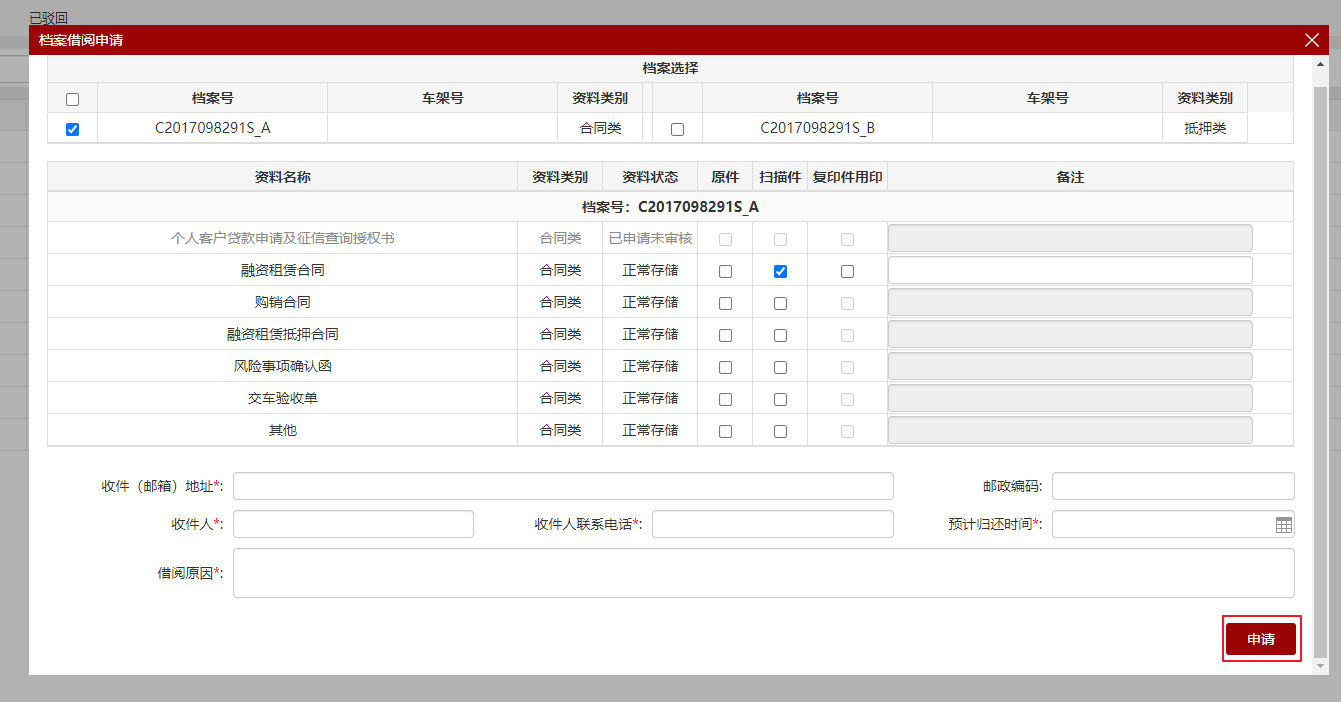 已驳回
档案借阅申请
档案选择
档案号 车架号 资料类别 档案号 车架号 资料类别
C2017098291S_A 合同类 C2017098291S_B 抵押类
资料名称 资料类别 资料状态 原件 扫描件 复印件用印 备注
档案号：C2017098291S_A
个人客户贷款申请及征信查询授权书 合同类 已申请未审核
融资租赁合同 合同类 正常存储
购销合同 合同类 正常存储
融资租赁抵押合同 合同类 正常存储
风险事项确认函 合同类 正常存储
交车验收单 合同类 正常存储
其他 合同类 正常存储
收件（邮箱）地址*: 邮政编码:
收件人*: 收件人联系电话*: 预计归还时间*:
借阅原因*:
申请